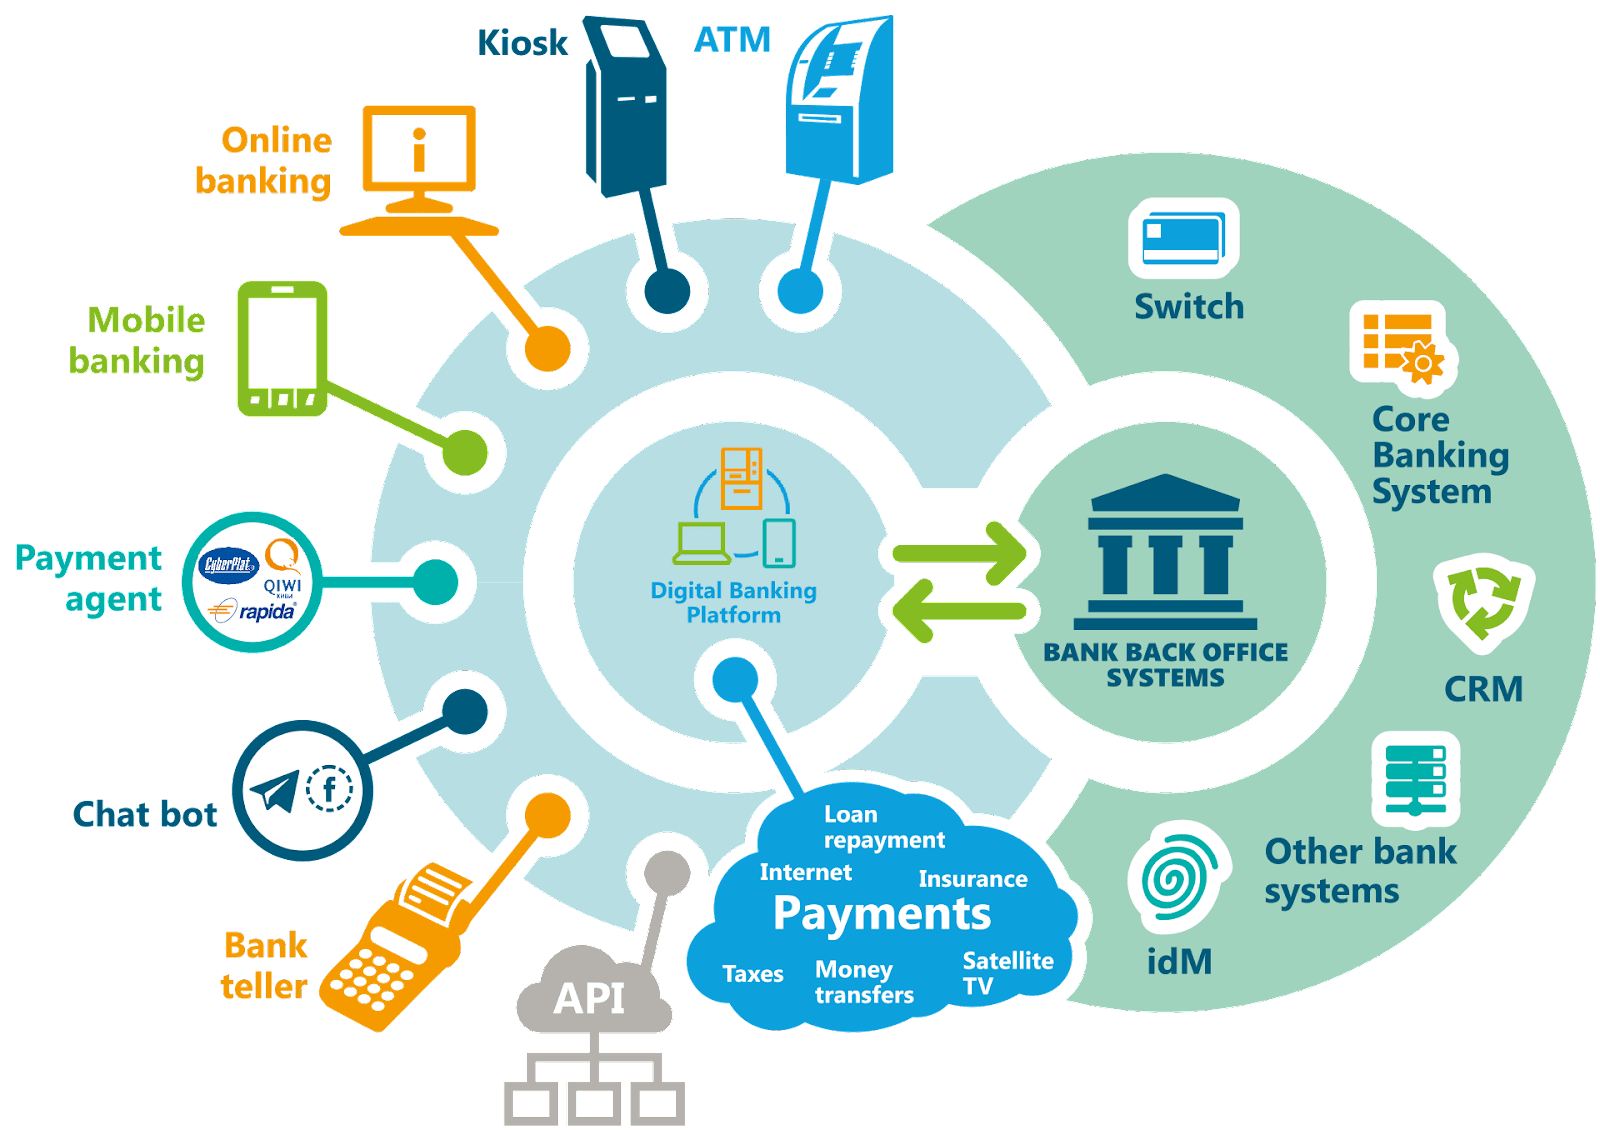 Kiosk
ATM
Online
banking
i
Mobile
banking
Payment
agent
CyberPlat
QIWI
КИВИ
rapida
Chat bot
f
Bank
teller
API
Digital Banking
Platform
Loan
repayment
Internet
Insurance
Payments
Taxes
Money
transfers
Satellite
TV
BANK BACK OFFICE
SYSTEMS
Switch
Core
Banking
System
CRM
Other bank
systems
idM